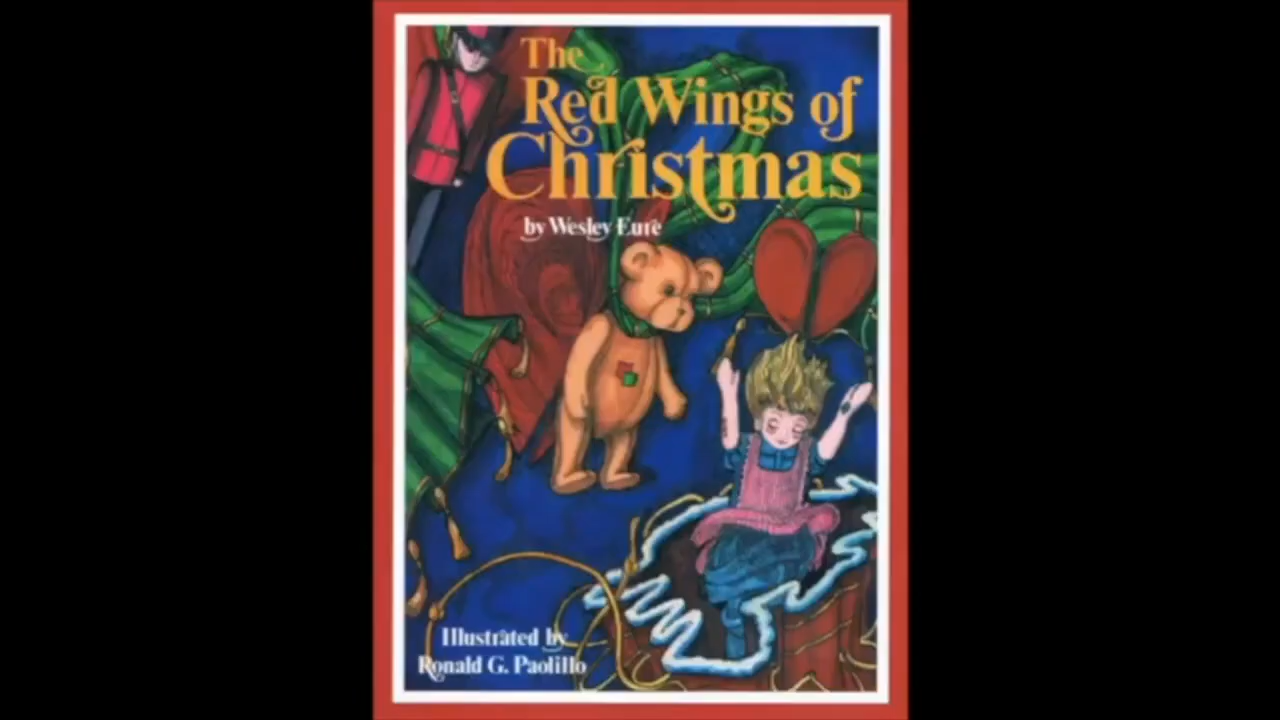 The
Red Wings of
Christmas
by Wesley Eure
Illustrated by
Ronald G. Paolillo